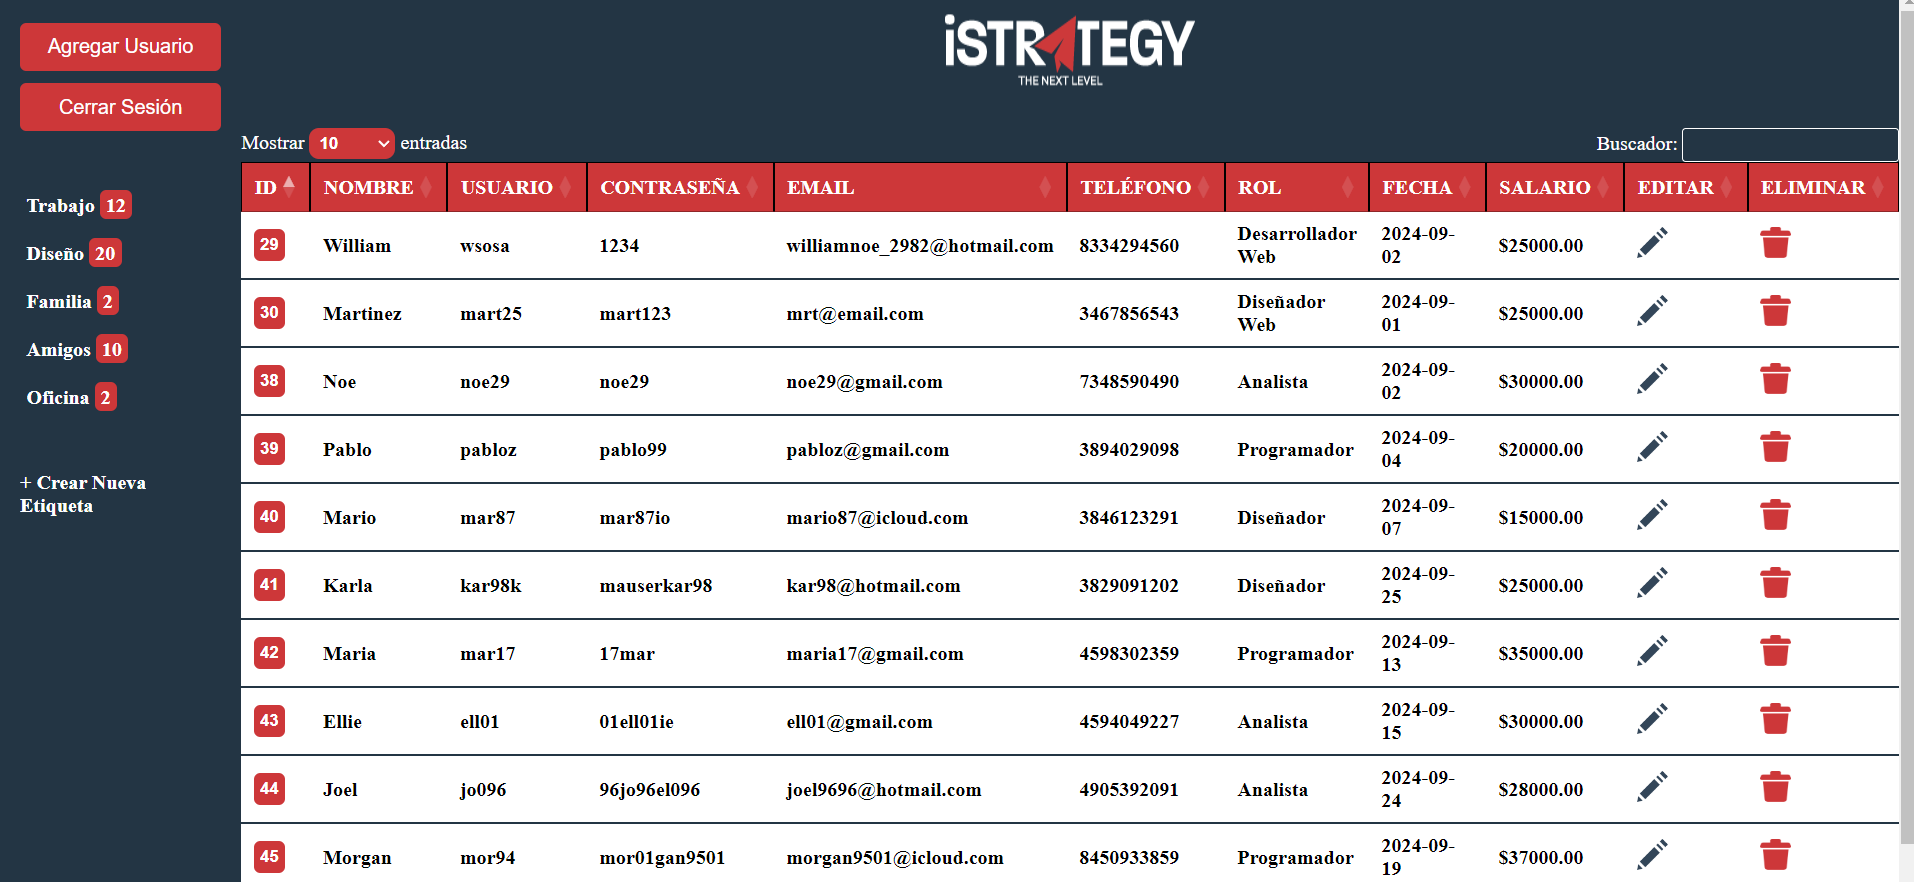 Agregar Usuario
Cerrar Sesión
iSTRATEGY
THE NEXT LEVEL
Mostrar 10 entradas
Buscador:
Trabajo 12
Diseño 20
Familia 2
Amigos 10
Oficina 2
+ Crear Nueva
Etiqueta
ID NOMBRE USUARIO CONTRASEÑA EMAIL TELÉFONO ROL FECHA SALARIO EDITAR ELIMINAR
29 William wsosa 1234 williamnoe_2982@hotmail.com 8334294560 Desarrollador Web 2024-09-02 $25000.00
30 Martinez mart25 mart123 mrt@email.com 3467856543 Diseñador Web 2024-09-01 $25000.00
38 Noe noe29 noe29 noe29@gmail.com 7348590490 Analista 2024-09-02 $30000.00
39 Pablo pabloz pablo99 pabloz@gmail.com 3894029098 Programador 2024-09-04 $20000.00
40 Mario mar87 mar87io mario87@icloud.com 3846123291 Diseñador 2024-09-07 $15000.00
41 Karla kar98k mauserkar98 kar98@hotmail.com 3829091202 Diseñador 2024-09-25 $25000.00
42 Maria mar17 17mar maria17@gmail.com 4598302359 Programador 2024-09-13 $35000.00
43 Ellie ell01 01ell01ie ell01@gmail.com 4594049227 Analista 2024-09-15 $30000.00
44 Joel jo096 96jo96el096 joel9696@hotmail.com 4905392091 Analista 2024-09-24 $28000.00
45 Morgan mor94 mor01gan9501 morgan9501@icloud.com 8450933859 Programador 2024-09-19 $37000.00